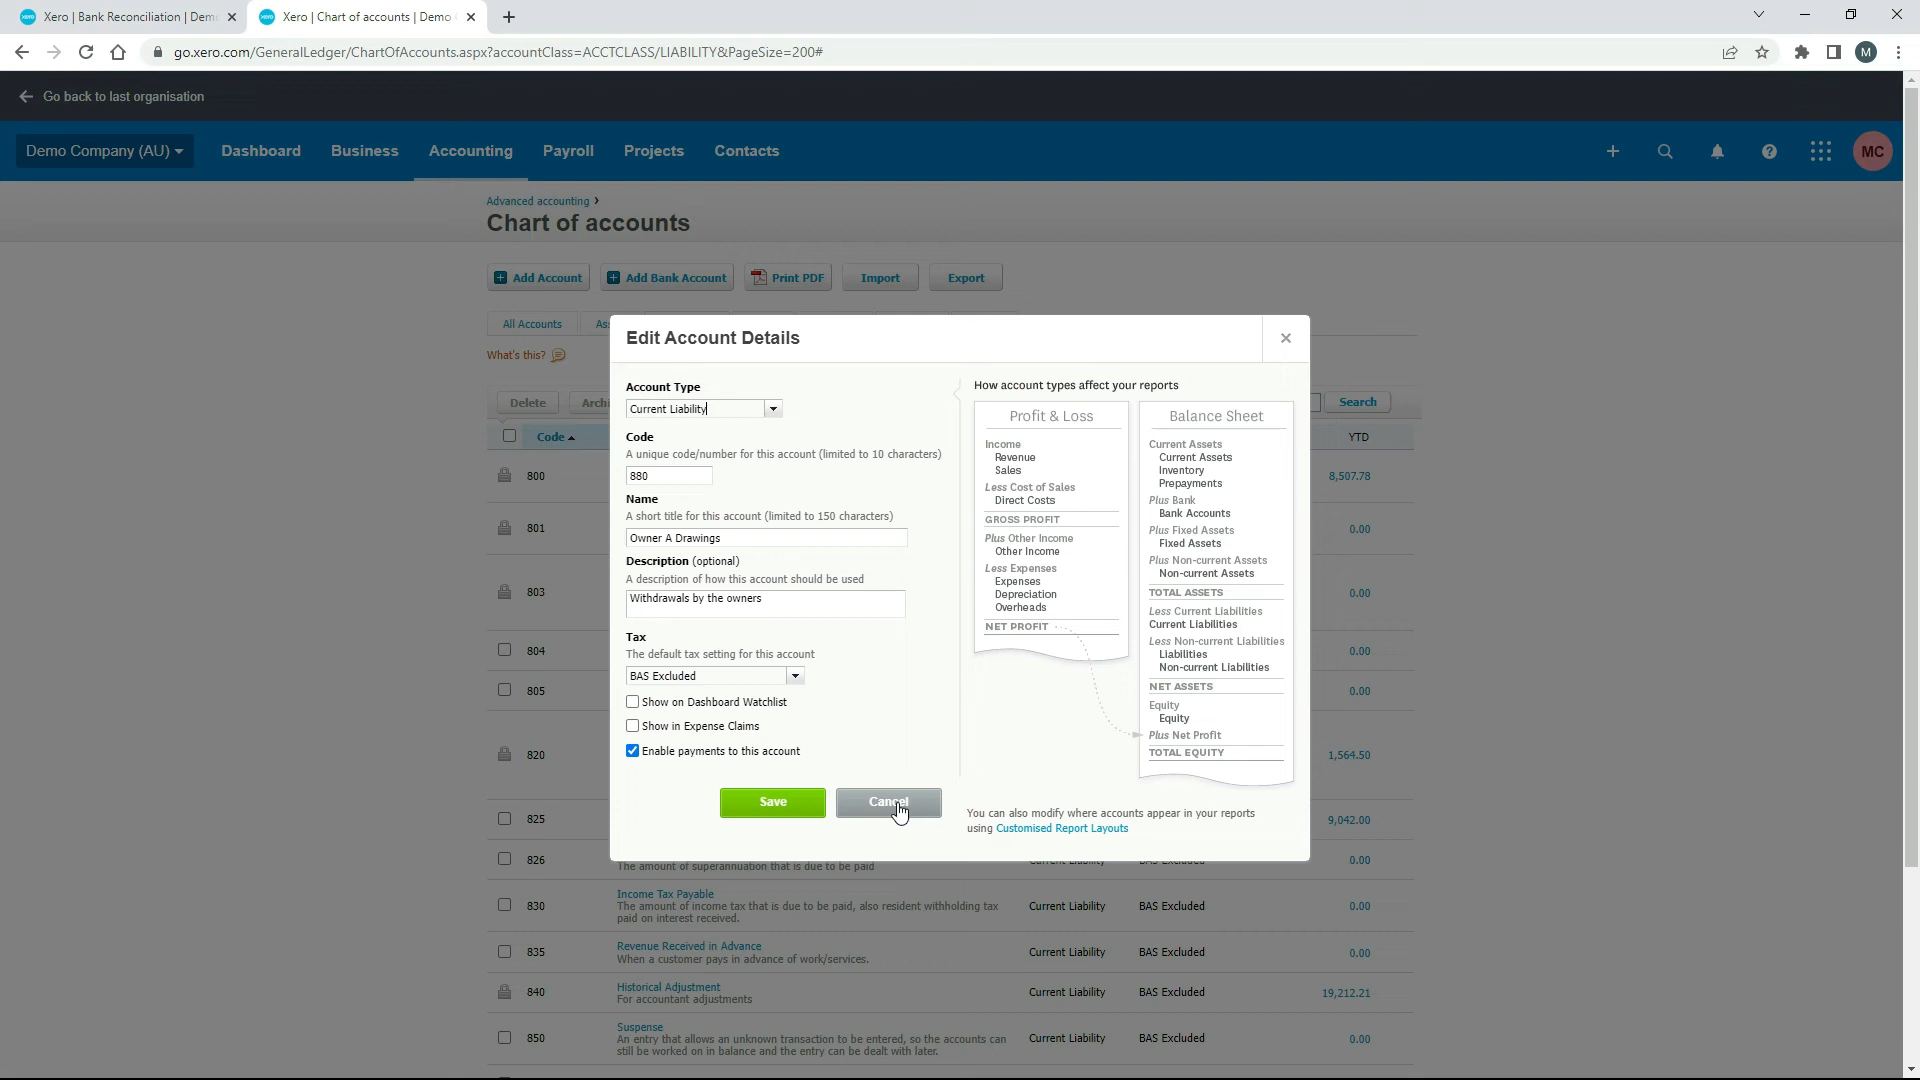 Xero | Bank Reconciliation | Dem
Xero | Chart of accounts | Demo
go.xero.com/GeneralLedger/ChartOfAccounts.aspx?accountClass=ACCTCLASS/LIABILITY&PageSize=200#
M
Go back to last organisation
Demo Company (AU)
Dashboard
Business
Accounting
Payroll
Projects
Contacts
MC
Advanced accounting ›
Chart of accounts
Add Account
Add Bank Account
Print PDF
Import
Export
All Accounts
What's this?
Delete
Search
Code
YTD
800
8,507.78
801
0.00
803
0.00
804
0.00
805
0.00
820
1,564.50
825
9,042.00
826
The amount of superannuation that is due to be paid
Current Liability
BAS Excluded
0.00
830
Income Tax Payable
The amount of income tax that is due to be paid, also resident withholding tax
paid on interest received.
Current Liability
BAS Excluded
0.00
835
Revenue Received in Advance
When a customer pays in advance of work/services.
Current Liability
BAS Excluded
0.00
840
Historical Adjustment
For accountant adjustments
Current Liability
BAS Excluded
19,212.21
850
Suspense
An entry that allows an unknown transaction to be entered, so the accounts can
still be worked on in balance and the entry can be dealt with later.
Current Liability
BAS Excluded
0.00
Edit Account Details
Account Type
Current Liability
Code
A unique code/number for this account (limited to 10 characters)
880
Name
A short title for this account (limited to 150 characters)
Owner A Drawings
Description (optional)
A description of how this account should be used
Withdrawals by the owners
Tax
The default tax setting for this account
BAS Excluded
Show on Dashboard Watchlist
Show in Expense Claims
Enable payments to this account
Save
Cancel
How account types affect your reports
Profit & Loss
Income
Revenue
Sales
Less Cost of Sales
Direct Costs
GROSS PROFIT
Plus Other Income
Other Income
Less Expenses
Expenses
Depreciation
Overheads
NET PROFIT
Balance Sheet
Current Assets
Current Assets
Inventory
Prepayments
Plus Bank
Bank Accounts
Plus Fixed Assets
Fixed Assets
Plus Non-current Assets
Non-current Assets
TOTAL ASSETS
Less Current Liabilities
Current Liabilities
Less Non-current Liabilities
Liabilities
Non-current Liabilities
NET ASSETS
Equity
Equity
Plus Net Profit
TOTAL EQUITY
You can also modify where accounts appear in your reports
using Customised Report Layouts